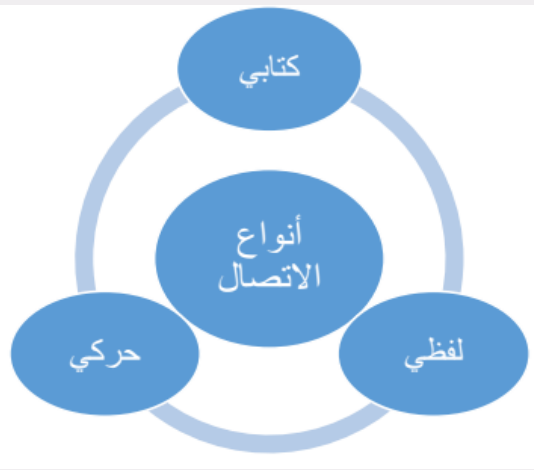 كتابي
أنواع
الاتصال
لفظي
حركي